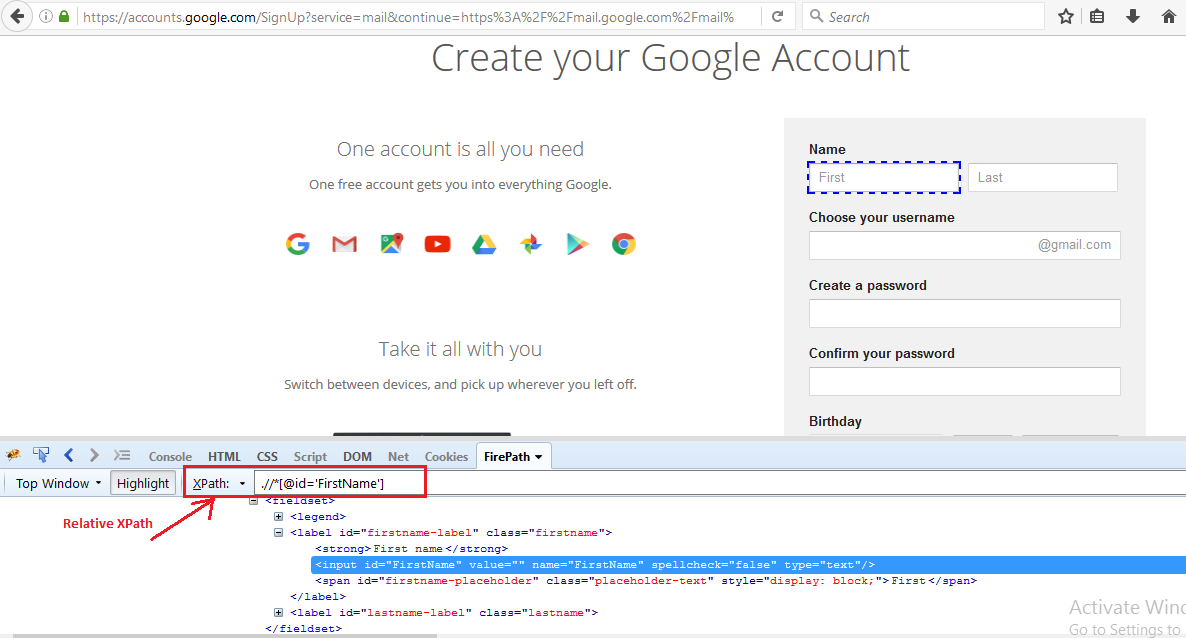 https://accounts.google.com/SignUp?service=mail&continue=https%3A%2F%2Fmail.google.com%2Fmail%
Search
Create your Google Account
One account is all you need
One free account gets you into everything Google.
Take it all with you
Switch between devices, and pick up wherever you left off.
Name
First
Last
Choose your username
@gmail.com
Create a password
Confirm your password
Birthday
Console HTML CSS Script DOM Net Cookies FirePath
Top Window Highlight XPath: .//*[@id='FirstName']
Relative XPath
<fieldset>
<legend>
<label id="firstname-label" class="firstname">
<strong>First name</strong>
<input id="FirstName" value="" name="FirstName" spellcheck="false" type="text"/>
<span id="firstname-placeholder" class="placeholder-text" style="display: block;">First</span>
</label>
<label id="lastname-label" class="lastname">
</fieldset>
Activate Wind
Go to Settings to